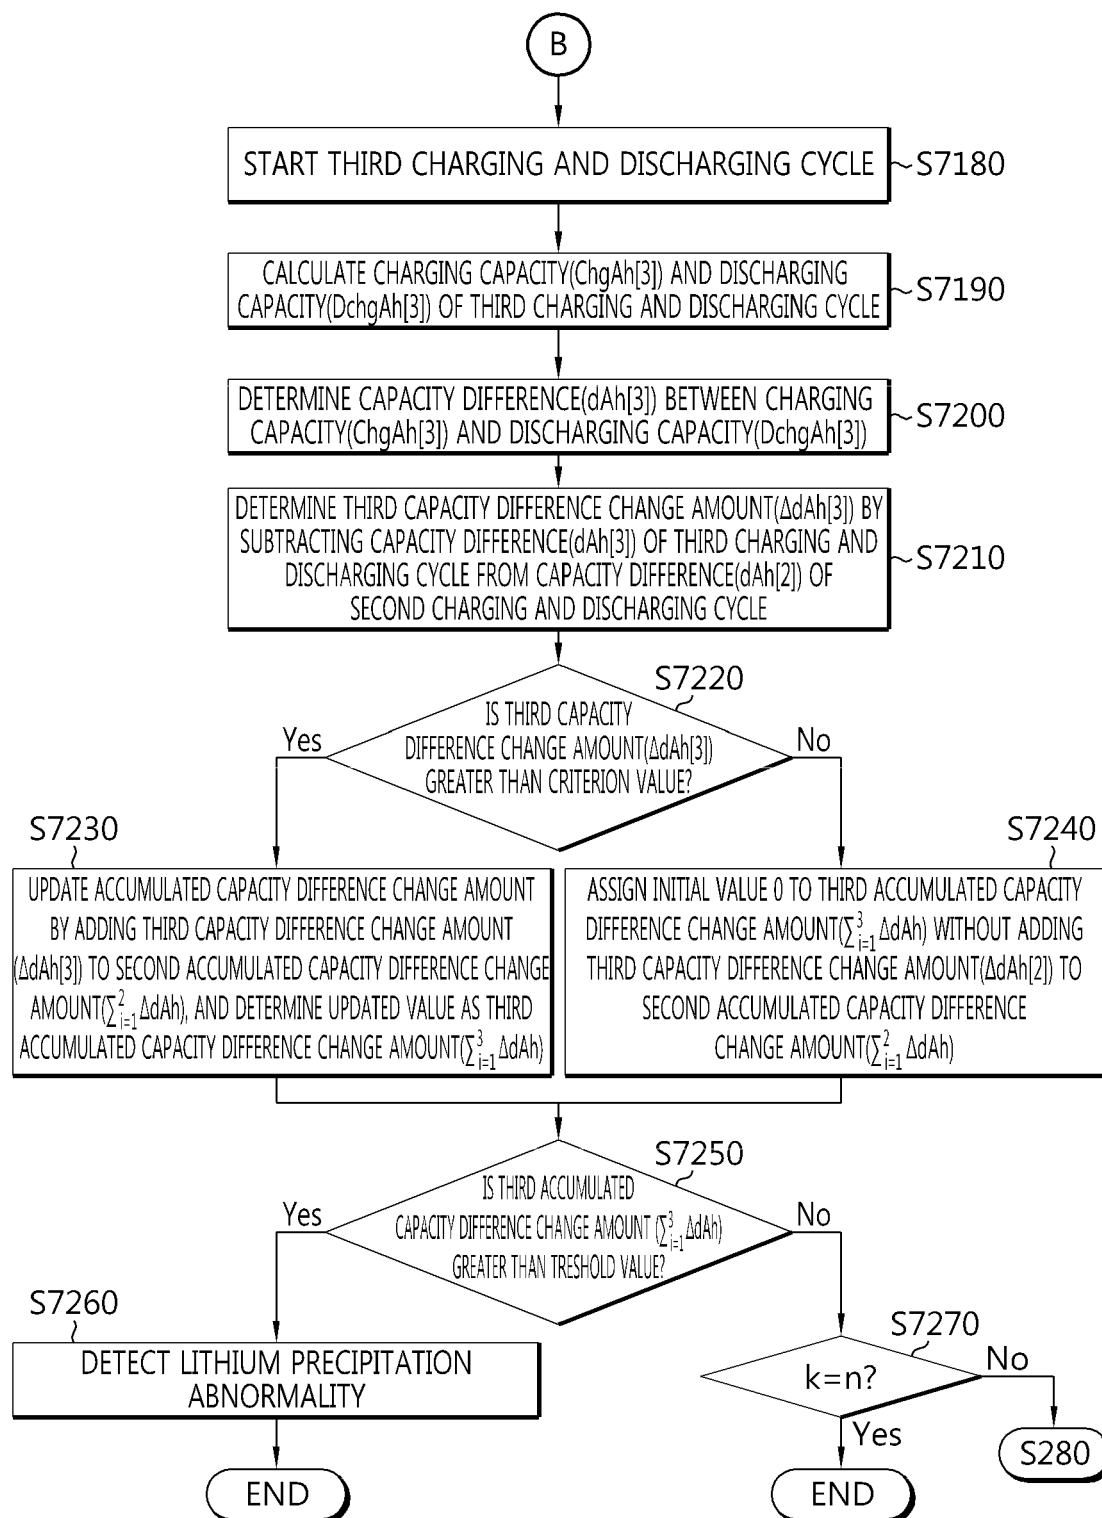 B
START THIRD CHARGING AND DISCHARGING CYCLE
S7180
CALCULATE CHARGING CAPACITY(ChgAh[3]) AND DISCHARGING
CAPACITY(DchgAh[3]) OF THIRD CHARGING AND DISCHARGING CYCLE
S7190
DETERMINE CAPACITY DIFFERENCE(dAh[3]) BETWEEN CHARGING
CAPACITY(ChgAh[3]) AND DISCHARGING CAPACITY(DchgAh[3])
S7200
DETERMINE THIRD CAPACITY DIFFERENCE CHANGE AMOUNT(ΔdAh[3]) BY
SUBTRACTING CAPACITY DIFFERENCE(dAh[3]) OF THIRD CHARGING AND
DISCHARGING CYCLE FROM CAPACITY DIFFERENCE(dAh[2]) OF
SECOND CHARGING AND DISCHARGING CYCLE
S7210
S7220
IS THIRD CAPACITY
DIFFERENCE CHANGE AMOUNT(ΔdAh[3])
GREATER THAN CRITERION VALUE?
Yes
No
S7230
UPDATE ACCUMULATED CAPACITY DIFFERENCE CHANGE AMOUNT
BY ADDING THIRD CAPACITY DIFFERENCE CHANGE AMOUNT
(ΔdAh[3]) TO SECOND ACCUMULATED CAPACITY DIFFERENCE CHANGE
AMOUNT(∑²ᵢ₌₁ ΔdAh), AND DETERMINE UPDATED VALUE AS THIRD
ACCUMULATED CAPACITY DIFFERENCE CHANGE AMOUNT(∑³ᵢ₌₁ ΔdAh)
S7240
ASSIGN INITIAL VALUE 0 TO THIRD ACCUMULATED CAPACITY
DIFFERENCE CHANGE AMOUNT(∑³ᵢ₌₁ ΔdAh) WITHOUT ADDING
THIRD CAPACITY DIFFERENCE CHANGE AMOUNT(ΔdAh[2]) TO
SECOND ACCUMULATED CAPACITY DIFFERENCE
CHANGE AMOUNT(∑²ᵢ₌₁ ΔdAh)
S7250
IS THIRD ACCUMULATED
CAPACITY DIFFERENCE CHANGE AMOUNT (∑³ᵢ₌₁ ΔdAh)
GREATER THAN TRESHOLD VALUE?
Yes
No
S7260
DETECT LITHIUM PRECIPITATION
ABNORMALITY
END
S7270
k=n?
No
Yes
S280
END